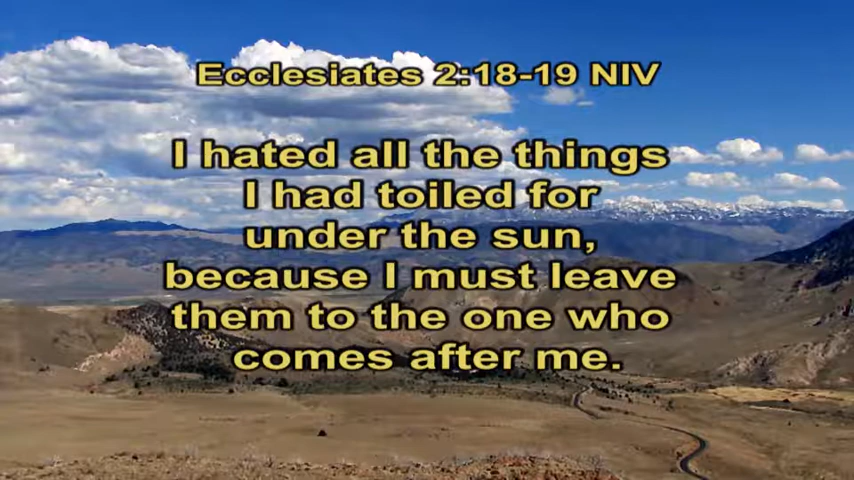 Ecclesiates 2:18-19 NIV
I hated all the things
I had toiled for
under the sun,
because I must leave
them to the one who
comes after me.